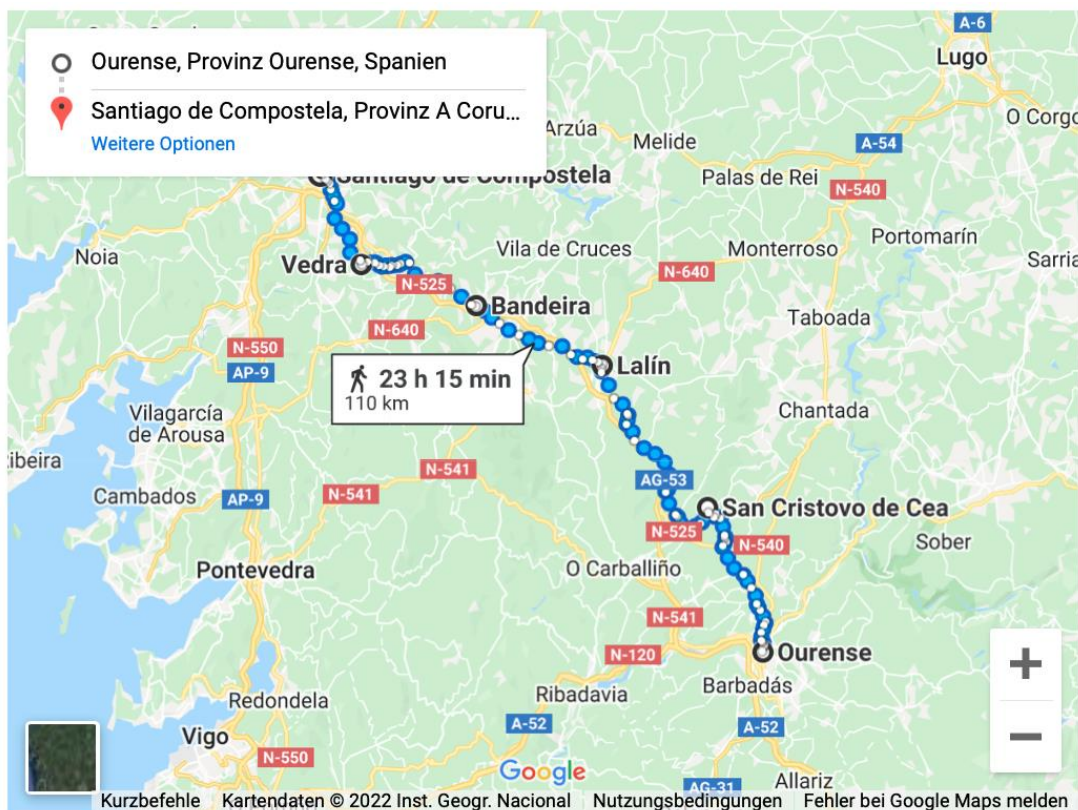 Ourense, Provinz Ourense, Spanien
Santiago de Compostela, Provinz A Coru...
Weitere Optionen
A-6
Lugo
O Corgo
Arzúa
Melide
A-54
Santiago de Compostela
Palas de Rei
N-540
Portomarín
Noia
Vedra
Vila de Cruces
Monterroso
Sarria
N-525
N-640
Bandeira
Taboada
N-640
N-550
AP-9
Lalín
23 h 15 min
110 km
Vilagarcía
de Arousa
Chantada
Ribeira
N-541
AG-53
Cambados
AP-9
N-541
San Cristovo de Cea
N-525
N-540
Sober
Pontevedra
O Carballiño
N-541
N-120
Ourense
Barbadás
Redondela
Ribadavia
A-52
A-52
Vigo
N-550
Google
AG-31
Allariz
Kurzbefehle Kartendaten © 2022 Inst. Geogr. Nacional Nutzungsbedingungen Fehler bei Google Maps melden